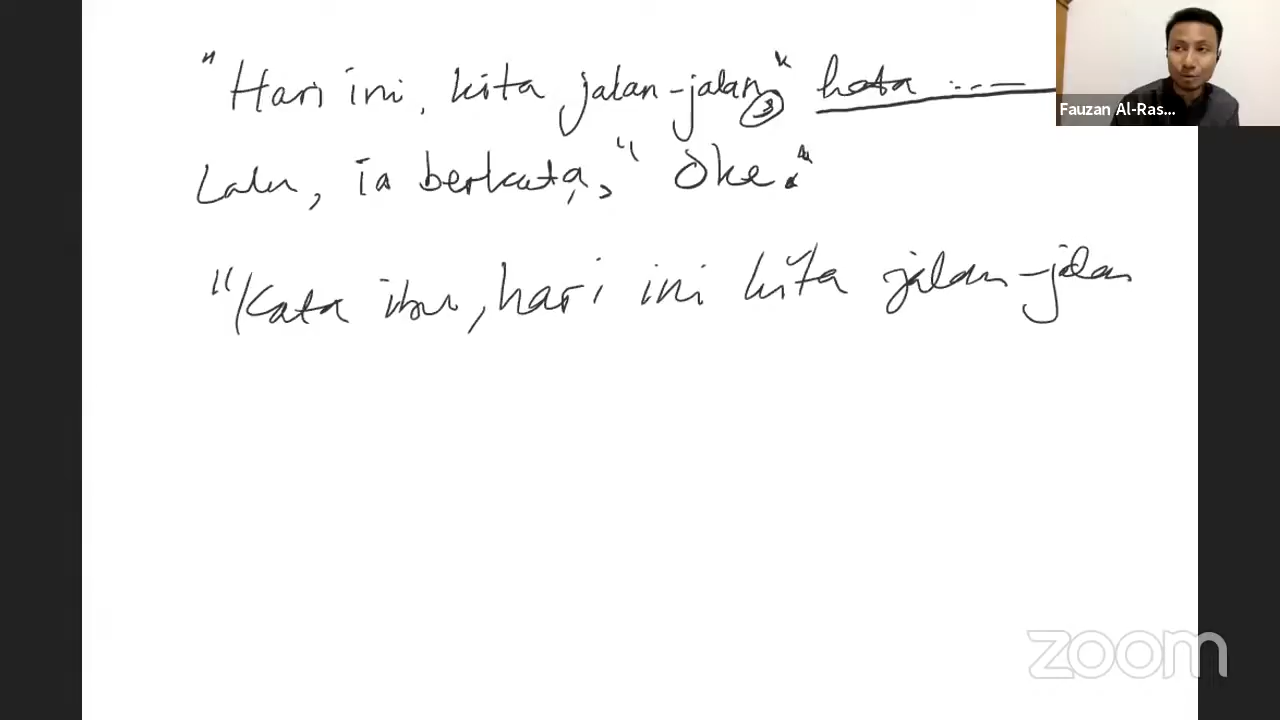 "Hari ini, kita jalan-jalan," kata ----
Fauzan Al-Ras...
Lalu, ia berkata, "Oke."
"Kata ibu, hari ini kita jalan-jalan
zoom